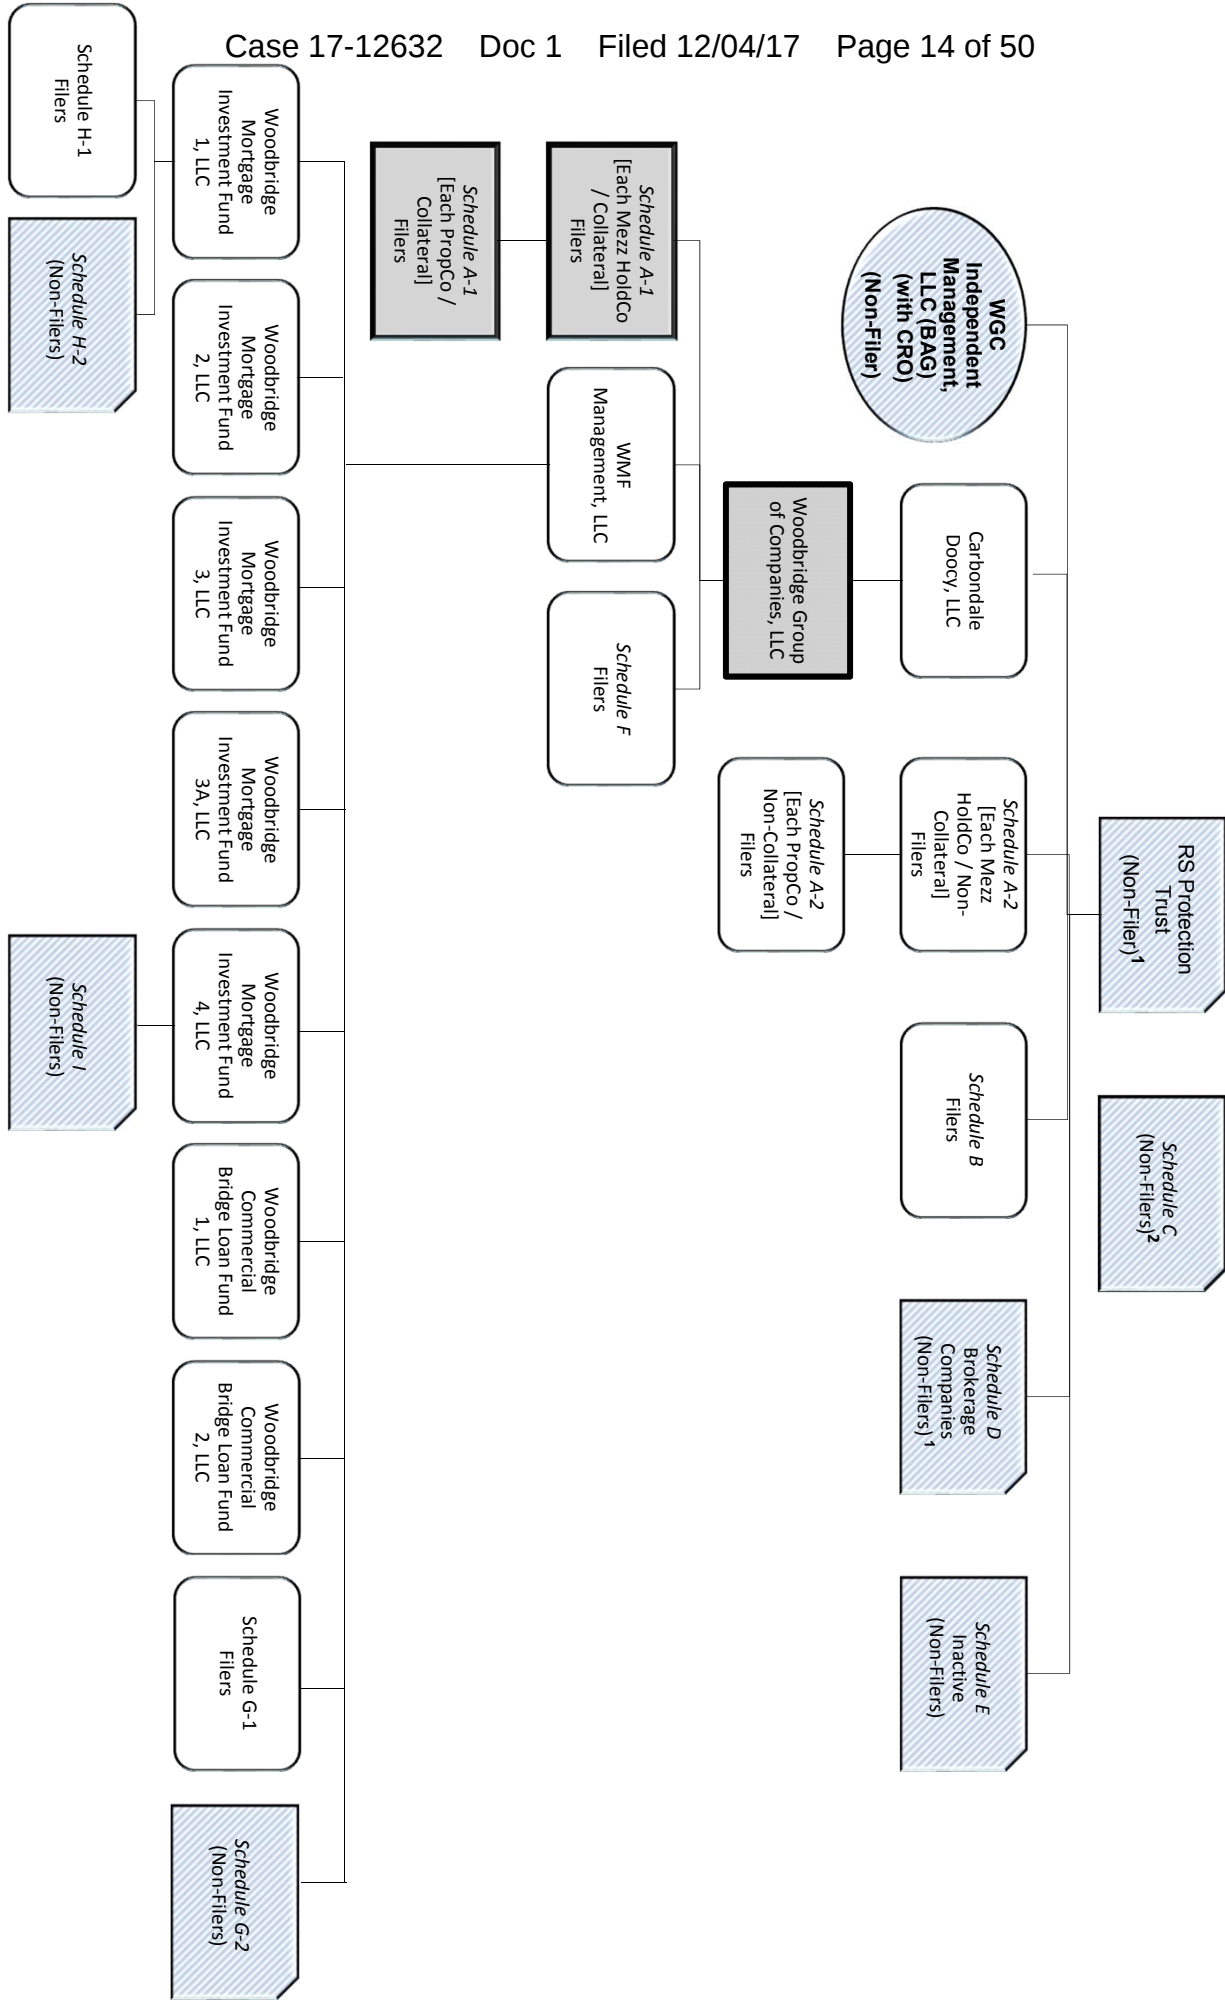 Case 17-12632 Doc 1 Filed 12/04/17 Page 14 of 50
RS Protection
Trust
(Non-Filer)1
Schedule C
(Non-Filers)2
WGC
Independent
Management,
LLC (BAG)
(with CRO)
(Non-Filer)
Carbondale
Doocy, LLC
Schedule A-2
[Each Mezz
HoldCo / Non-
Collateral]
Filers
Schedule B
Filers
Schedule D
Brokerage
Companies
(Non-Filers) 1
Schedule E
Inactive
(Non-Filers)
Woodbridge Group
of Companies, LLC
Schedule A-2
[Each PropCo /
Non-Collateral]
Filers
Schedule A-1
[Each Mezz HoldCo
/ Collateral]
Filers
WMF
Management, LLC
Schedule F
Filers
Schedule A-1
[Each PropCo /
Collateral]
Filers
Woodbridge
Mortgage
Investment Fund
1, LLC
Woodbridge
Mortgage
Investment Fund
2, LLC
Woodbridge
Mortgage
Investment Fund
3, LLC
Woodbridge
Mortgage
Investment Fund
3A, LLC
Woodbridge
Mortgage
Investment Fund
4, LLC
Woodbridge
Commercial
Bridge Loan Fund
1, LLC
Woodbridge
Commercial
Bridge Loan Fund
2, LLC
Schedule G-1
Filers
Schedule G-2
(Non-Filers)
Schedule H-1
Filers
Schedule H-2
(Non-Filers)
Schedule I
(Non-Filers)